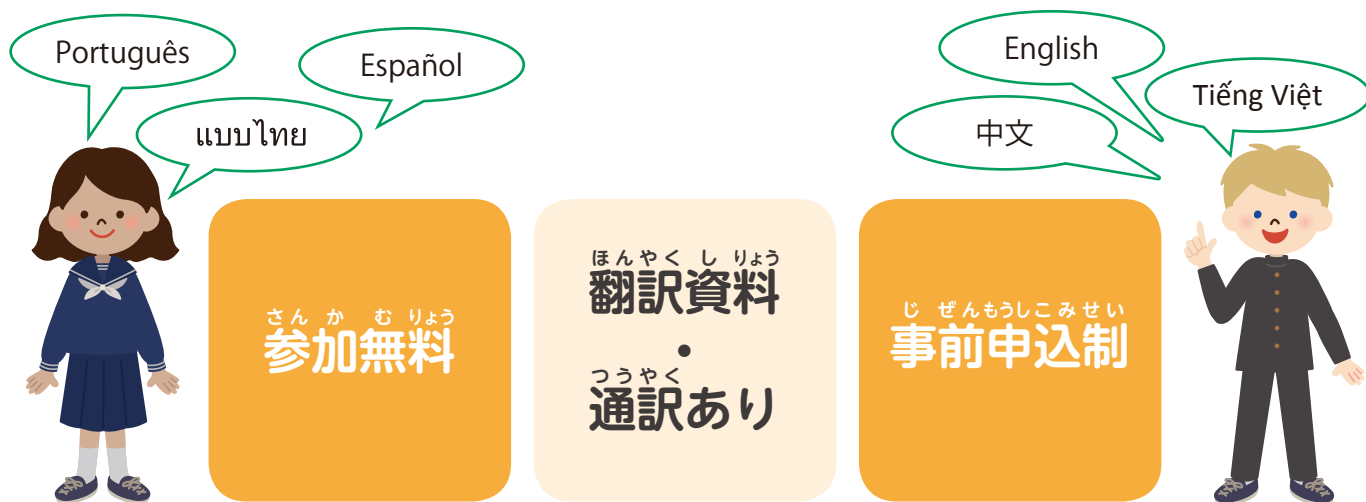 Português
Español
แบบไทย
English
Tiếng Việt
中文
さんかむりょう
参加無料
ほんやくしりょう
翻訳資料
・
つうやく
通訳あり
じぜんもうしこみせい
事前申込制